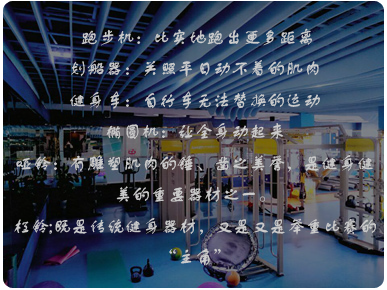 跑步机：比实地跑出更多距离
划船器：关照平日动不着的肌肉
健身车：自行车无法替换的运动
椭圆机：让全身动起来
哑铃：有雕塑肌肉的锤、凿之美誉，是健身健
美的重要器材之一。
杠铃:既是传统健身器材，又是又是举重比赛的
“主角”